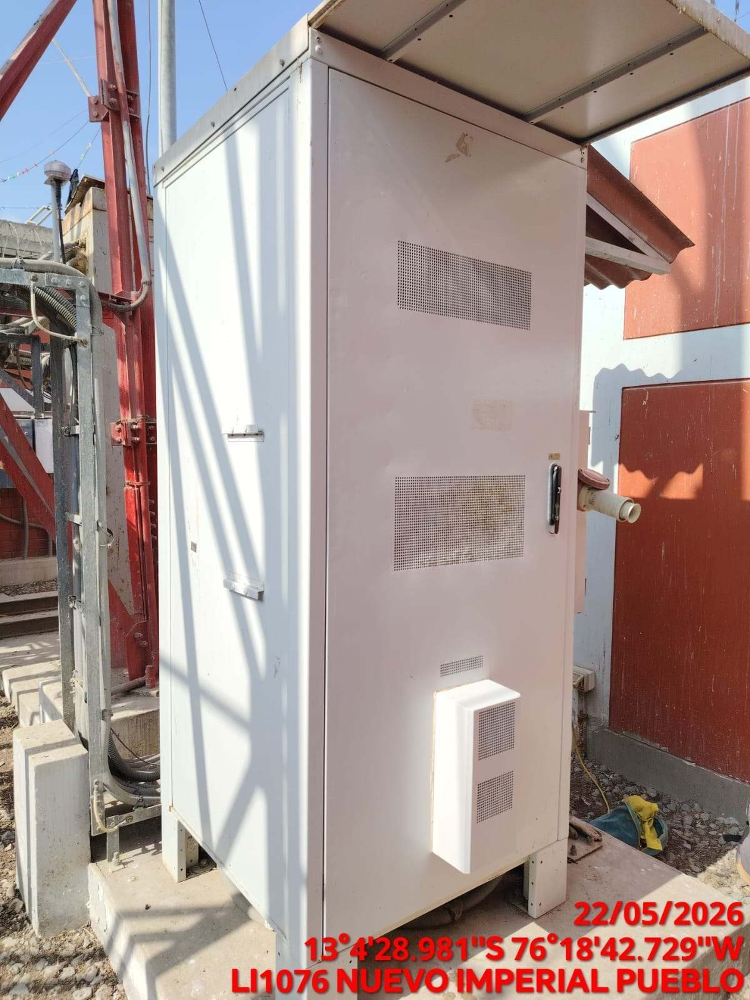 22/05/2026
13°4'28.981"S 76°18'42.729"W
LI1076 NUEVO IMPERIAL PUEBLO